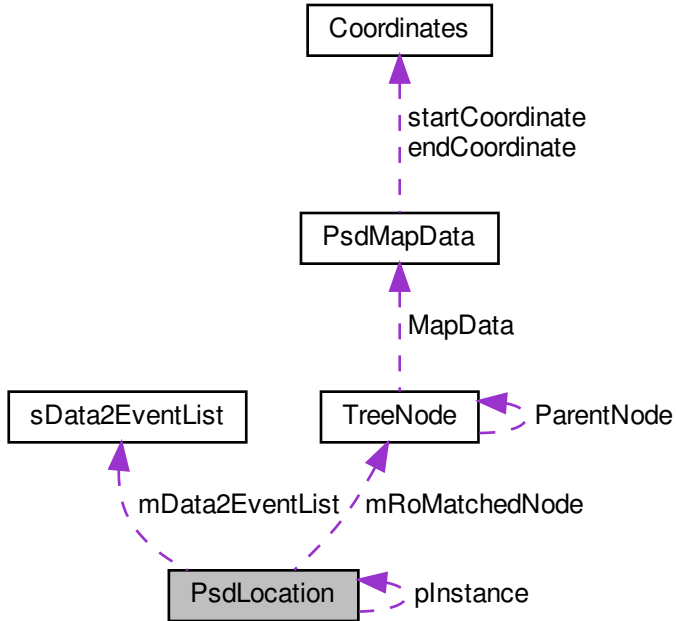 Coordinates
startCoordinate
endCoordinate
PsdMapData
MapData
sData2EventList
TreeNode
ParentNode
mData2EventList
mRoMatchedNode
PsdLocation
pInstance